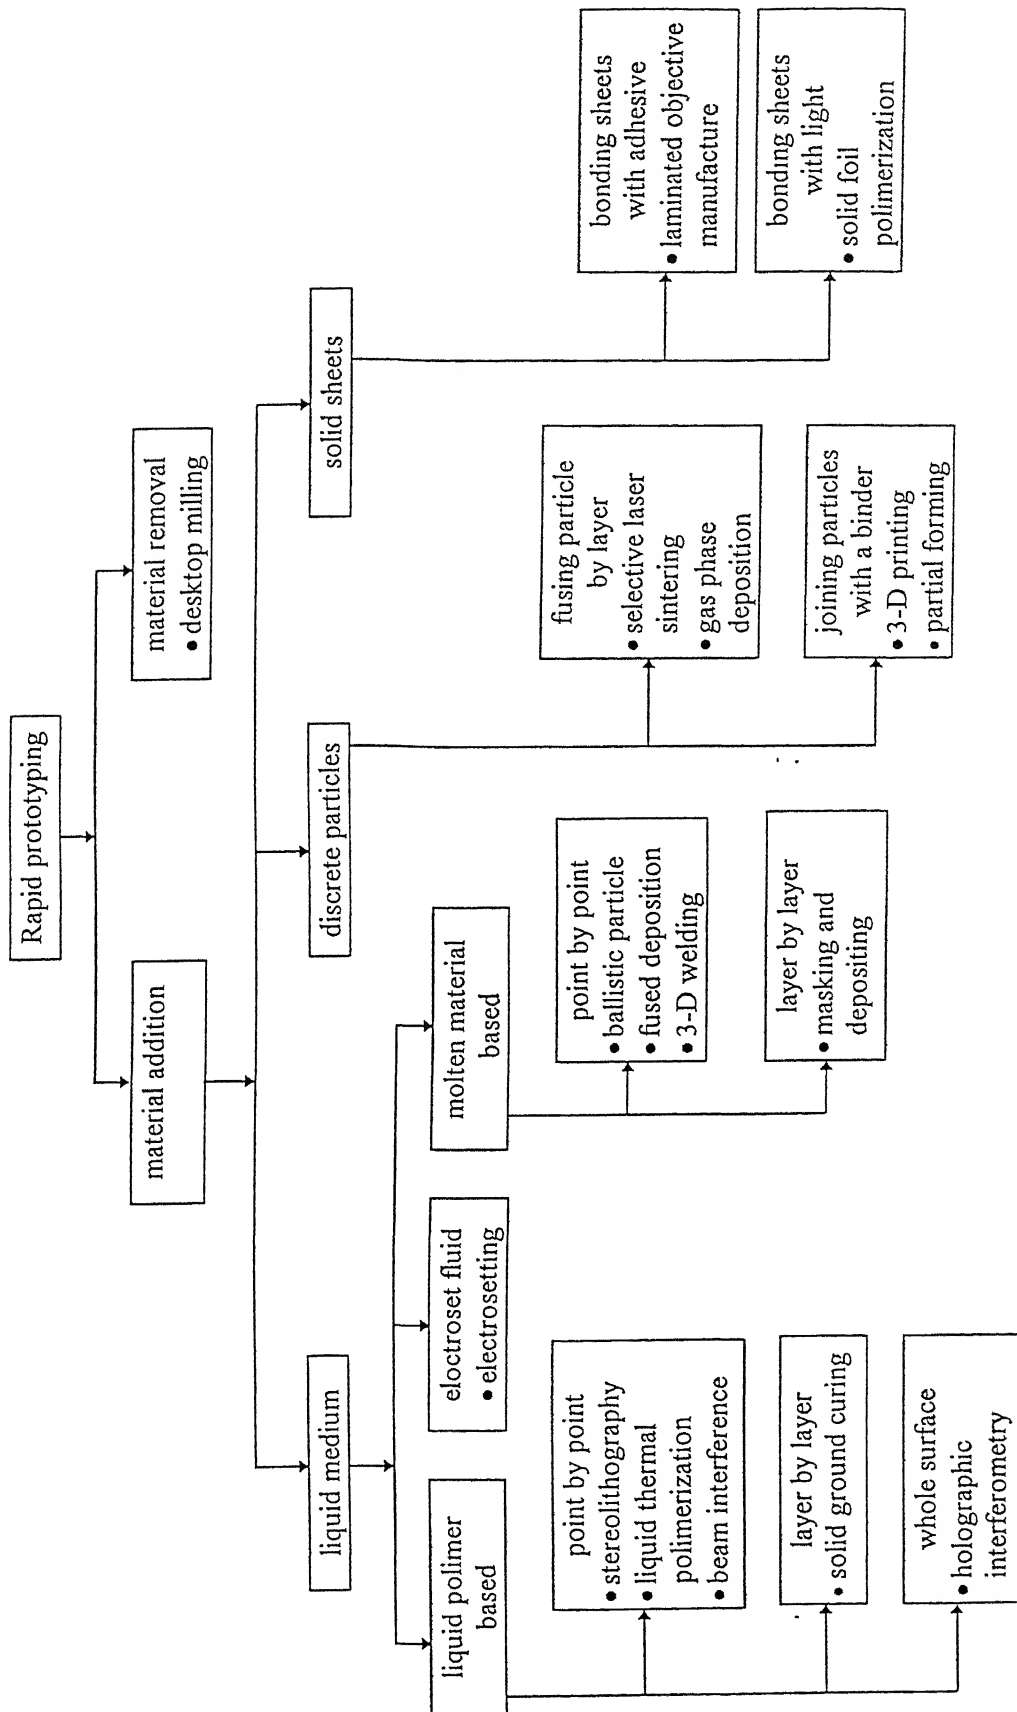 Rapid prototyping
material addition
material removal
• desktop milling
liquid medium
discrete particles
solid sheets
liquid polimer
based
eloctroset fluid
• electrosetting
molten material
based
point by point
• stereolithography
• liquid thermal
polimerization
• beam interference
layer by layer
• solid ground curing
whole surface
• holographic
interferometry
point by point
• ballistic particle
• fused deposition
• 3-D welding
layer by layer
• masking and
depositing
fusing particle
by layer
• selective laser
sintering
• gas phase
deposition
joining particles
with a binder
• 3-D printing
• partial forming
bonding sheets
with adhesive
• laminated objective
manufacture
bonding sheets
with light
• solid foil
polimerization